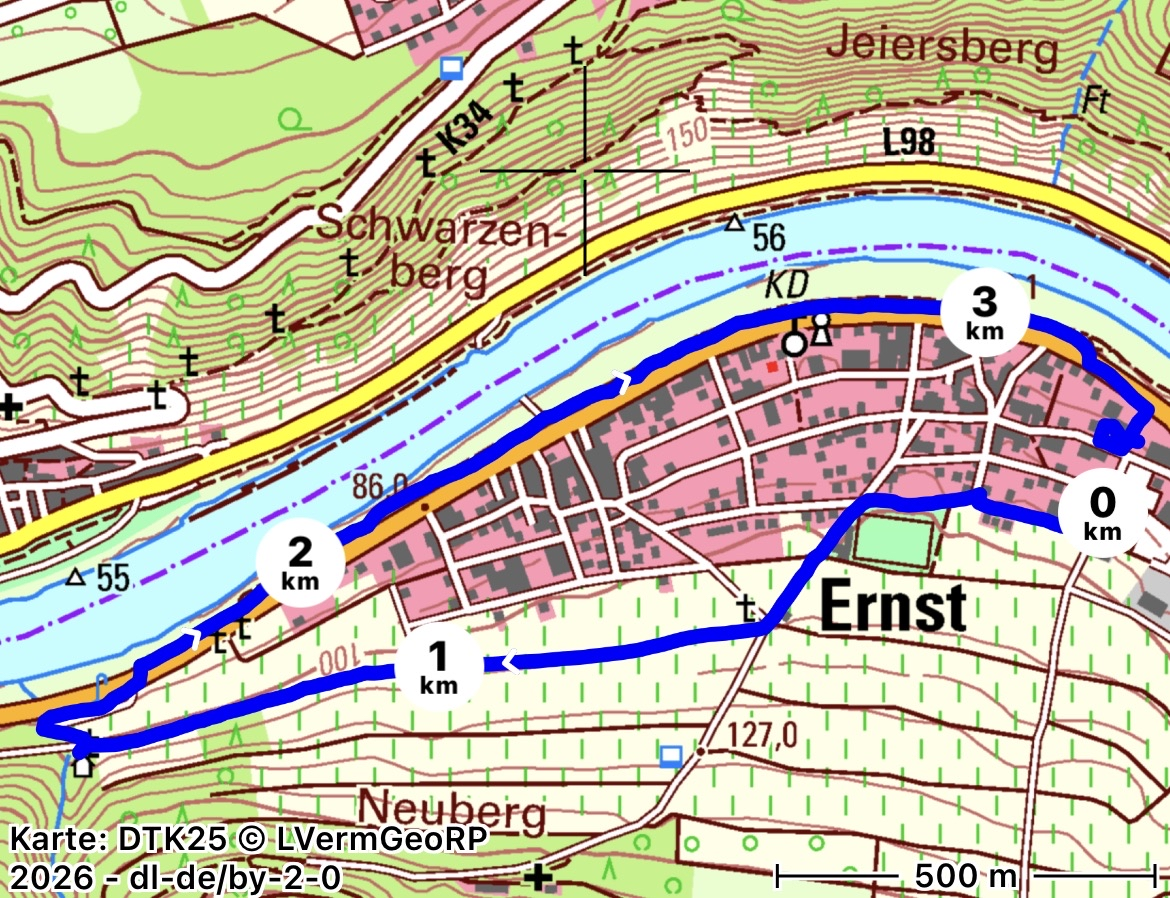 Jeiersberg
Ft
K34
150
L98
Schwarzen-
berg
56
KD
3
km
1
86,0
2
km
0
km
55
Ernst
1
km
100
127,0
Neuberg
Karte: DTK25 © LVermGeoRP
2026 - dl-de/by-2-0
500 m